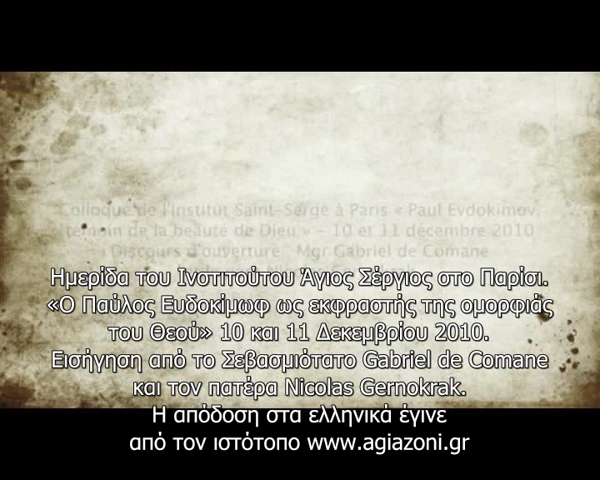 Colloque de l'Institut Saint-Serge à Paris « Paul Evdokimov,
témoin de la beauté de Dieu » - 10 et 11 décembre 2010
Discours d'ouverture, Mgr Gabriel de Comane
Ημερίδα του Ινστιτούτου Άγιος Σέργιος στο Παρίσι.
«Ο Παύλος Ευδοκίμωφ ως εκφραστής της ομορφιάς
του Θεού» 10 και 11 Δεκεμβρίου 2010.
Εισήγηση από το Σεβασμιότατο Gabriel de Comane
και τον πατέρα Nicolas Gernokrak.
Η απόδοση στα ελληνικά έγινε
από τον ιστότοπο www.agiazoni.gr